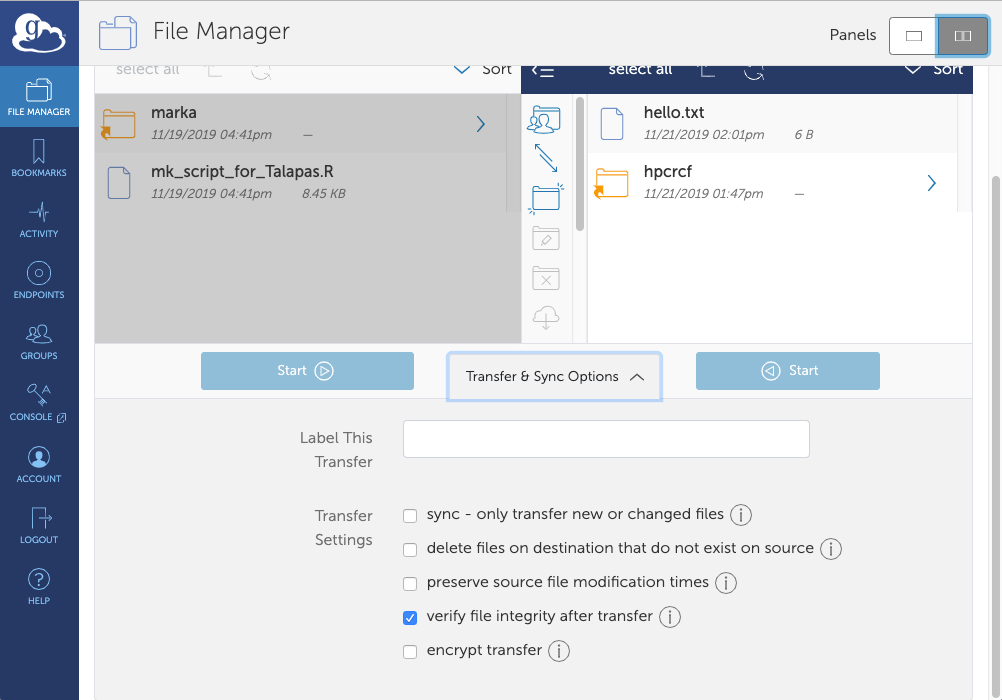 g
File Manager
Panels
FILE MANAGER
BOOKMARKS
ACTIVITY
ENDPOINTS
GROUPS
CONSOLE
ACCOUNT
LOGOUT
HELP
select all
Sort
marka
11/19/2019 04:41pm —
mk_script_for_Talapas.R
11/19/2019 04:41pm 8.45 KB
select all
Sort
hello.txt
11/21/2019 02:01pm 6 B
hpcrcf
11/21/2019 01:47pm —
Start
Transfer & Sync Options
Start
Label This
Transfer
Transfer
Settings
sync - only transfer new or changed files i
delete files on destination that do not exist on source i
preserve source file modification times i
verify file integrity after transfer i
encrypt transfer i